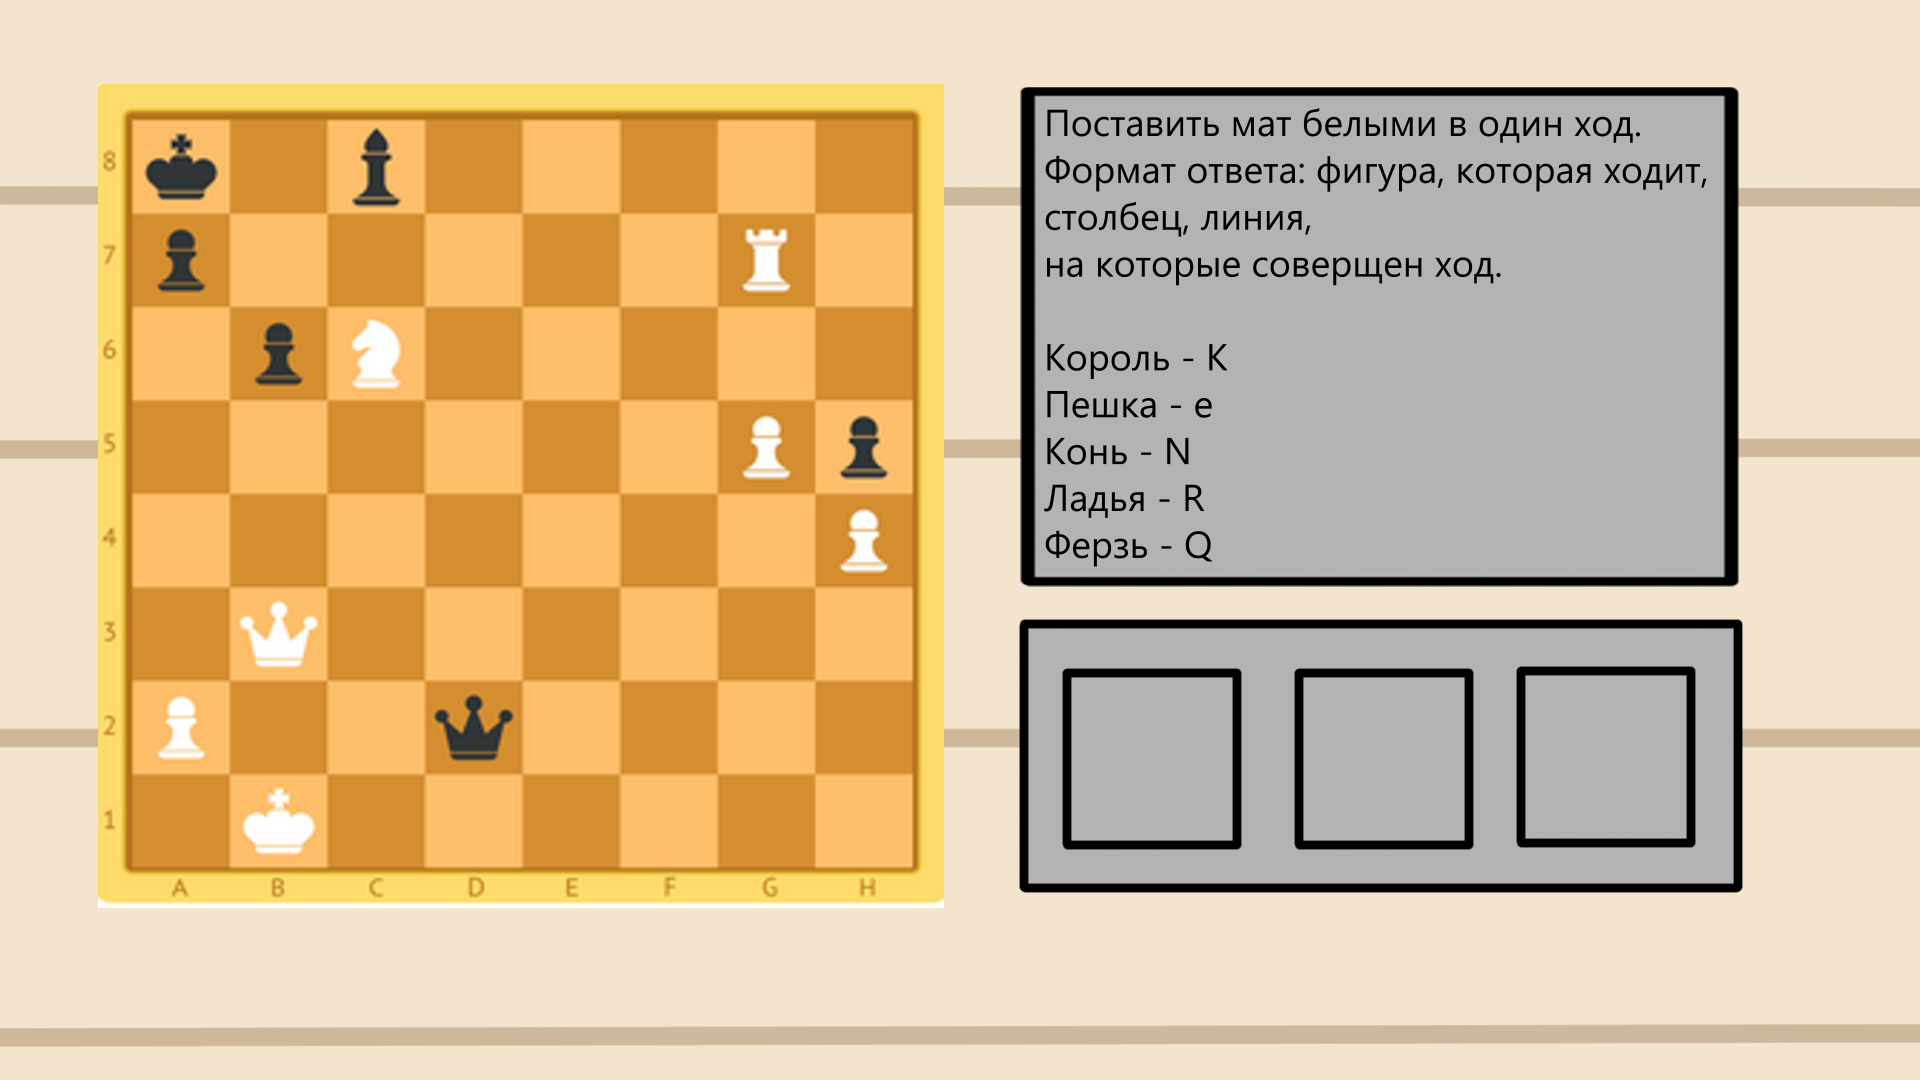 Поставить мат белыми в один ход.
Формат ответа: фигура, которая ходит,
столбец, линия,
на которые соверщен ход.
Король - К
Пешка - е
Конь - N
Ладья - R
Ферзь - Q
8
7
6
5
4
3
2
1
A B C D E F G H